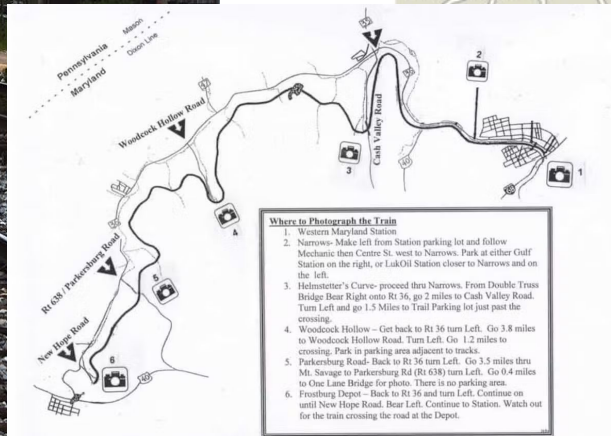 Pennsylvania
Mason
Dixon Line
Maryland
Woodcock Hollow Road
Cash Valley Road
Rt 638 / Parkersburg Road
New Hope Road
36
36
40
1
2
3
4
5
6
Where to Photograph the Train
1. Western Maryland Station
2. Narrows- Make left from Station parking lot and follow
Mechanic then Centre St. west to Narrows. Park at either Gulf
Station on the right, or LukOil Station closer to Narrows and on
the left.
3. Helmstetter's Curve- proceed thru Narrows. From Double Truss
Bridge Bear Right onto Rt 36, go 2 miles to Cash Valley Road.
Turn Left and go 1.5 Miles to Trail Parking lot just past the
crossing.
4. Woodcock Hollow – Get back to Rt 36 turn Left. Go 3.8 miles
to Woodcock Hollow Road. Turn Left. Go 1.2 miles to
crossing. Park in parking area adjacent to tracks.
5. Parkersburg Road- Back to Rt 36 turn Left. Go 3.5 miles thru
Mt. Savage to Parkersburg Rd (Rt 638) turn Left. Go 0.4 miles
to One Lane Bridge for photo. There is no parking area.
6. Frostburg Depot – Back to Rt 36 and turn Left. Continue on
until New Hope Road. Bear Left. Continue to Station. Watch out
for the train crossing the road at the Depot.